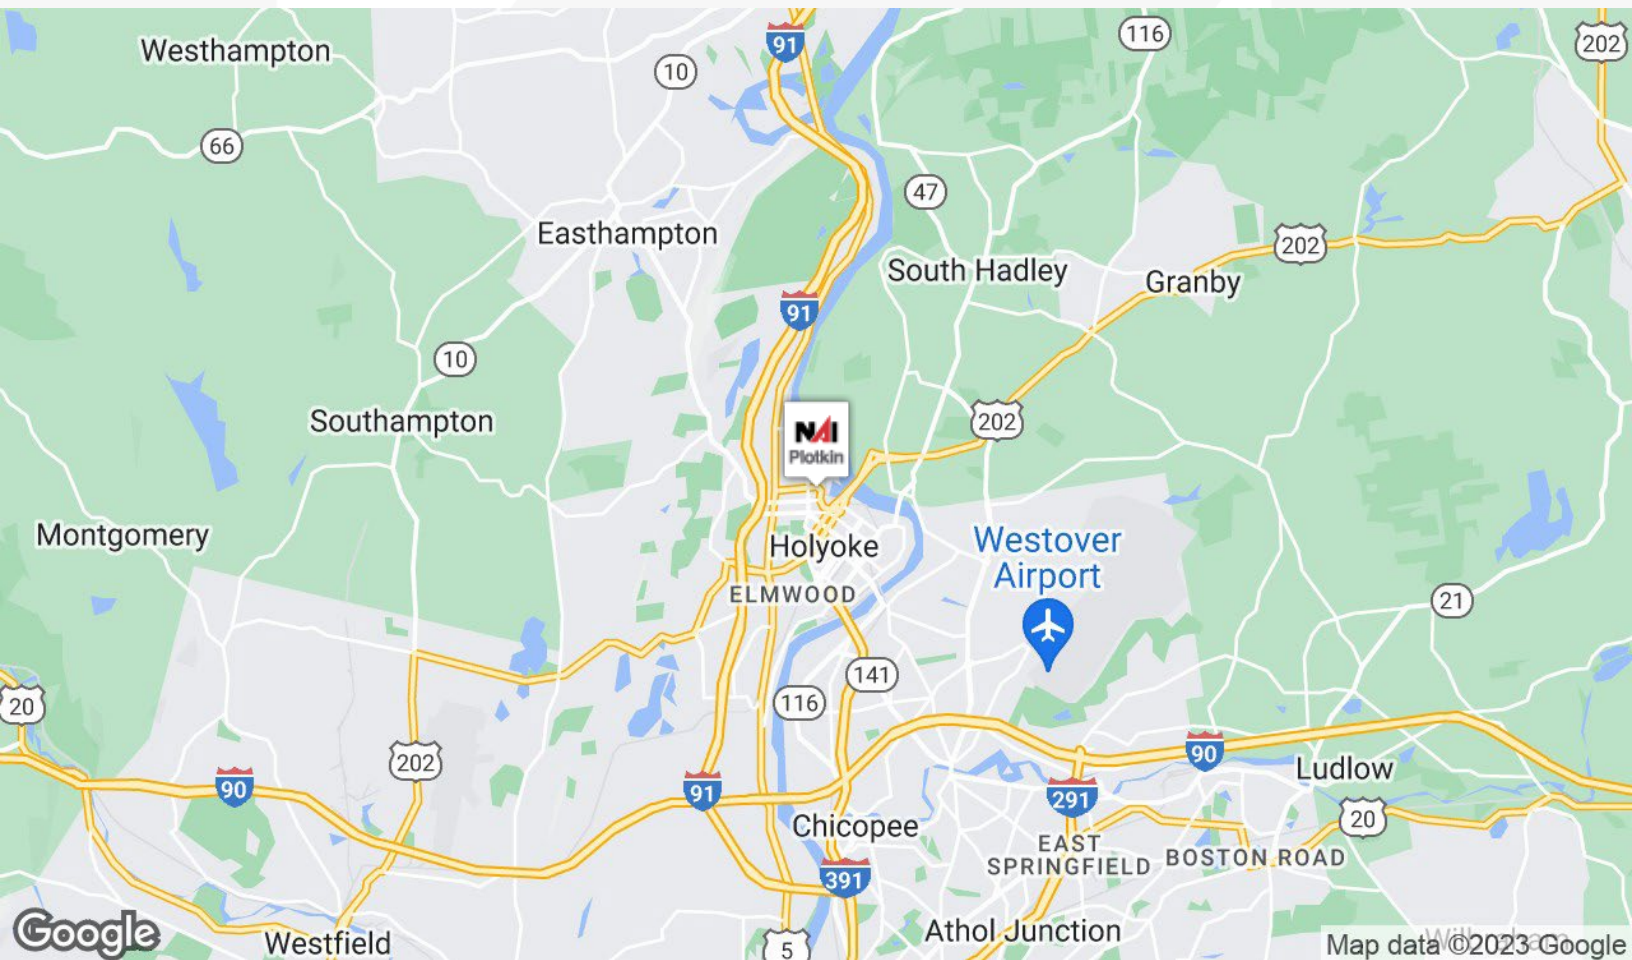 91
116
202
Westhampton
10
66
47
Easthampton
202
South Hadley
Granby
91
10
202
Southampton
NAI
Plotkin
Montgomery
Holyoke
Westover
Airport
ELMWOOD
21
141
116
20
202
90
90
Ludlow
91
291
20
Chicopee
EAST
SPRINGFIELD
BOSTON ROAD
391
Google
Westfield
5
Athol Junction
Wilbraham
Map data ©2023 Google